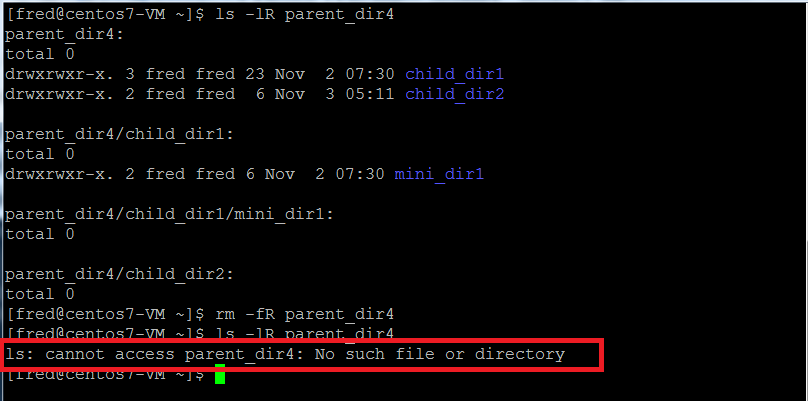 [fred@centos7-VM ~]$ ls -lR parent_dir4
parent_dir4:
total 0
drwxrwxr-x. 3 fred fred 23 Nov  2 07:30 child_dir1
drwxrwxr-x. 2 fred fred  6 Nov  3 05:11 child_dir2

parent_dir4/child_dir1:
total 0
drwxrwxr-x. 2 fred fred 6 Nov  2 07:30 mini_dir1

parent_dir4/child_dir1/mini_dir1:
total 0

parent_dir4/child_dir2:
total 0
[fred@centos7-VM ~]$ rm -fR parent_dir4
[fred@centos7-VM ~]$ ls -lR parent_dir4
ls: cannot access parent_dir4: No such file or directory
[fred@centos7-VM ~]$